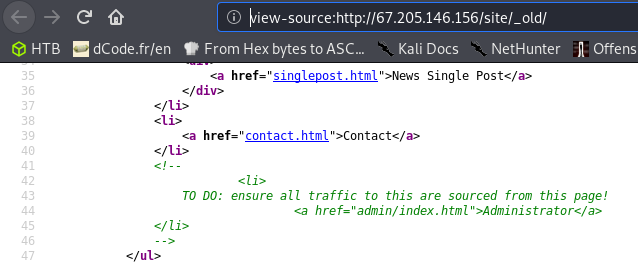 view-source:http://67.205.146.156/site/_old/
HTB dCode.fr/en From Hex bytes to ASC... Kali Docs NetHunter Offens
35 <a href="singlepost.html">News Single Post</a>
36 </div>
37 </li>
38 <li>
39 <a href="contact.html">Contact</a>
40 </li>
41 <!--
42 <li>
43 TO DO: ensure all traffic to this are sourced from this page!
44 <a href="admin/index.html">Administrator</a>
45 </li>
46 -->
47 </ul>